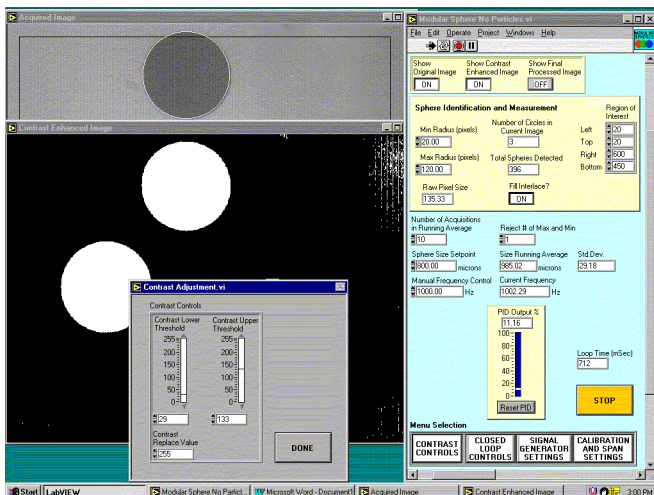 Acquired Image
Contrast Enhanced Image
Contrast Adjustment.vi
Contrast Controls
Contrast Lower Threshold
Contrast Upper Threshold
255
200
150
100
50
0
255
200
150
100
50
0
29
133
Contrast Replace Value
255
DONE
Modular Sphere No Particles.vi
File Edit Operate Project Windows Help
Show Original Image
Show Contrast Enhanced Image
Show Final Processed Image
ON
ON
OFF
Sphere Identification and Measurement
Region of Interest
Min Radius (pixels)
20.00
Number of Circles in Current Image
3
Left 20
Top 20
Right 600
Bottom 450
Max Radius (pixels)
120.00
Total Spheres Detected
396
Raw Pixel Size
135.33
Fill Interlace?
ON
Number of Acquisitions in Running Average
10
Reject # of Max and Min
1
Sphere Size Setpoint
800.00 microns
Size Running Average
985.02 microns
Std.Dev.
29.18
Manual Frequency Control
1000.00 Hz
Current Frequency
1002.29 Hz
PID Output %
11.16
100
80
60
40
20
0
Reset PID
Loop Time (mSec)
712
STOP
Menu Selection
CONTRAST CONTROLS
CLOSED LOOP CONTROLS
SIGNAL GENERATOR SETTINGS
CALIBRATION AND SPAN SETTINGS
Start
LabVIEW
Modular Sphere No Particl...
Microsoft Word - Document1
Acquired Image
Contrast Enhanced Image
3:00 PM